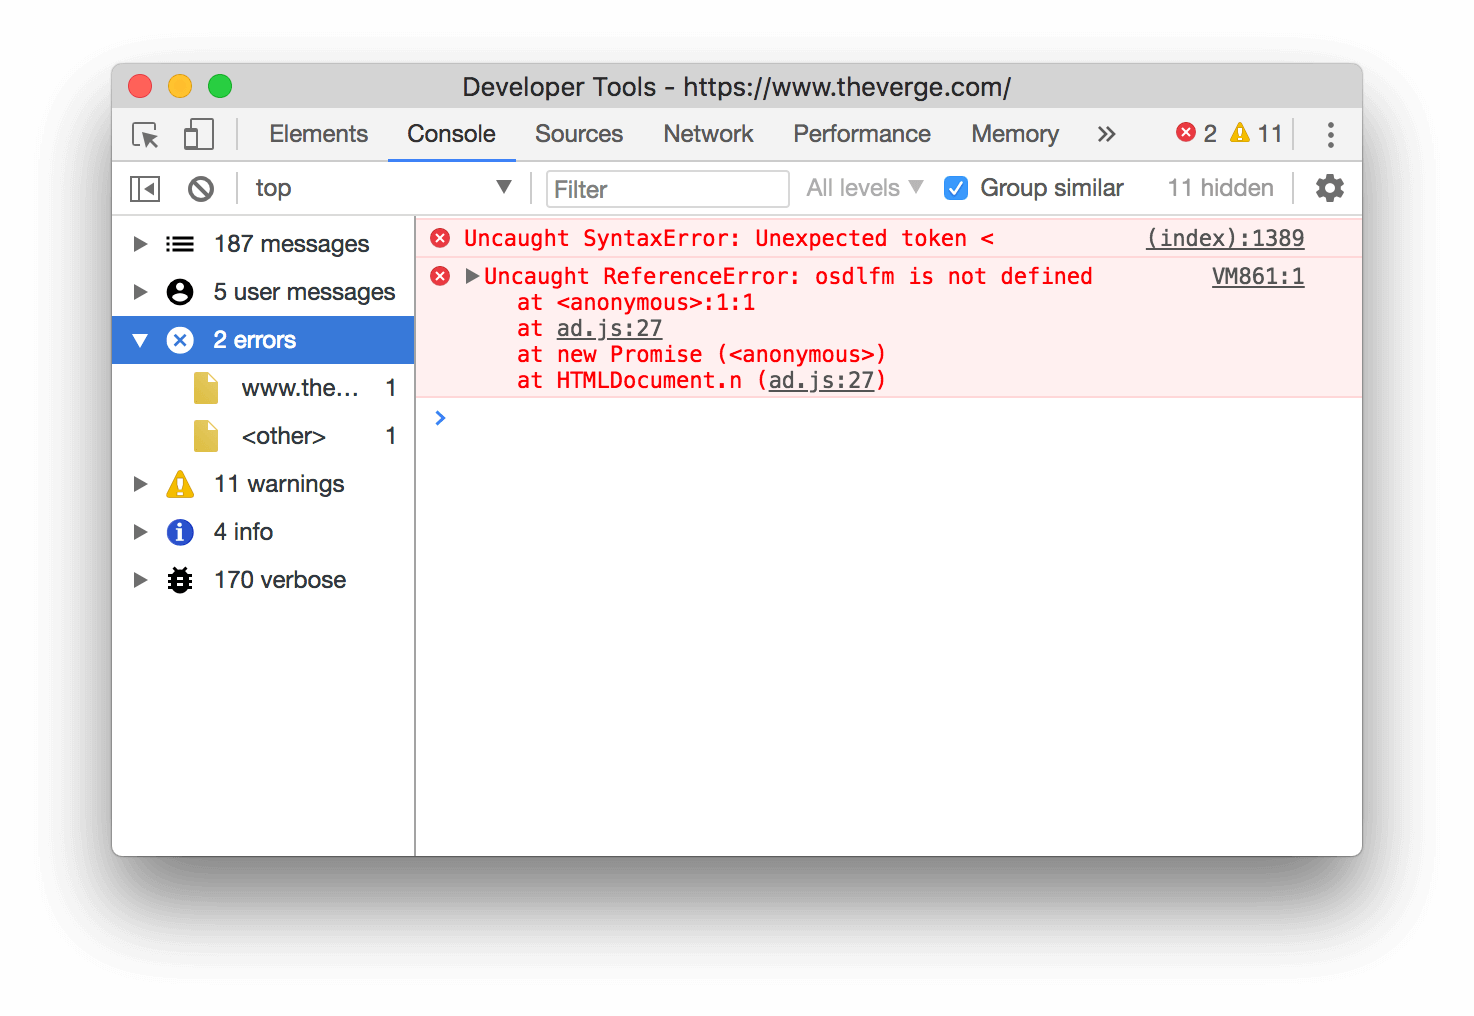 Developer Tools - https://www.theverge.com/
Elements Console Sources Network Performance Memory » 2 11
top Filter All levels Group similar 11 hidden
187 messages
5 user messages
2 errors
www.the… 1
<other> 1
11 warnings
4 info
170 verbose
Uncaught SyntaxError: Unexpected token < (index):1389
Uncaught ReferenceError: osdlfm is not defined VM861:1
at <anonymous>:1:1
at ad.js:27
at new Promise (<anonymous>)
at HTMLDocument.n (ad.js:27)